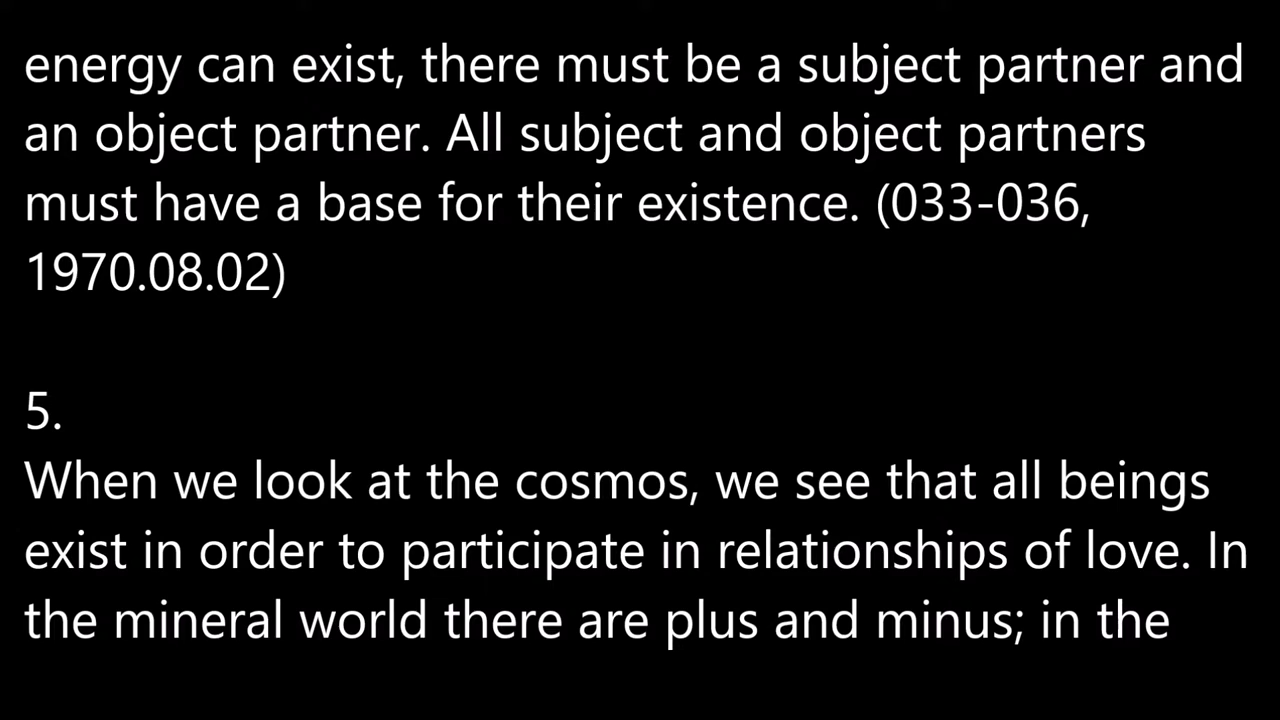 energy can exist, there must be a subject partner and
an object partner. All subject and object partners
must have a base for their existence. (033-036,
1970.08.02)
5.
When we look at the cosmos, we see that all beings
exist in order to participate in relationships of love. In
the mineral world there are plus and minus; in the